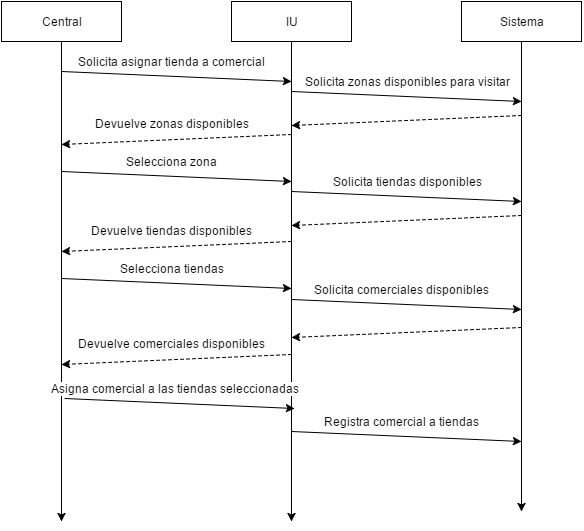 Central
IU
Sistema
Solicita asignar tienda a comercial
Solicita zonas disponibles para visitar
Devuelve zonas disponibles
Selecciona zona
Solicita tiendas disponibles
Devuelve tiendas disponibles
Selecciona tiendas
Solicita comerciales disponibles
Devuelve comerciales disponibles
Asigna comercial a las tiendas seleccionadas
Registra comercial a tiendas